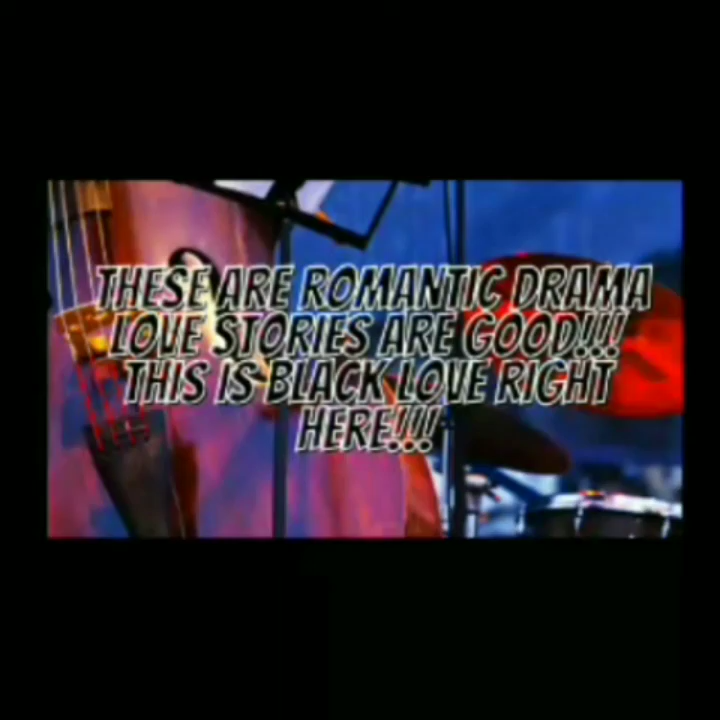 THESE ARE ROMANTIC DRAMA
LOVE STORIES ARE GOOD!!!
THIS IS BLACK LOVE RIGHT
HERE!!!